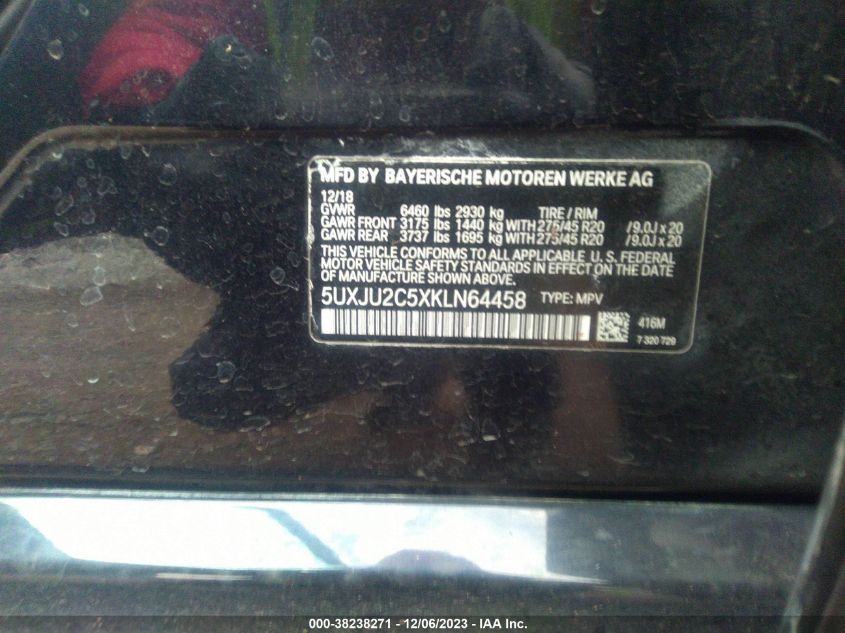 MFD BY BAYERISCHE MOTOREN WERKE AG
12/18
GVWR 6460 lbs 2930 kg TIRE / RIM
GAWR FRONT 3175 lbs 1440 kg WITH 275/45 R20 / 9.0J x 20
GAWR REAR 3737 lbs 1695 kg WITH 275/45 R20 / 9.0J x 20
THIS VEHICLE CONFORMS TO ALL APPLICABLE U. S. FEDERAL
MOTOR VEHICLE SAFETY STANDARDS IN EFFECT ON THE DATE
OF MANUFACTURE ABOVE.
5UXJU2C5XKLN64458 TYPE: MPV
416M
7 320 729
000-38238271 - 12/06/2023 - IAA Inc.